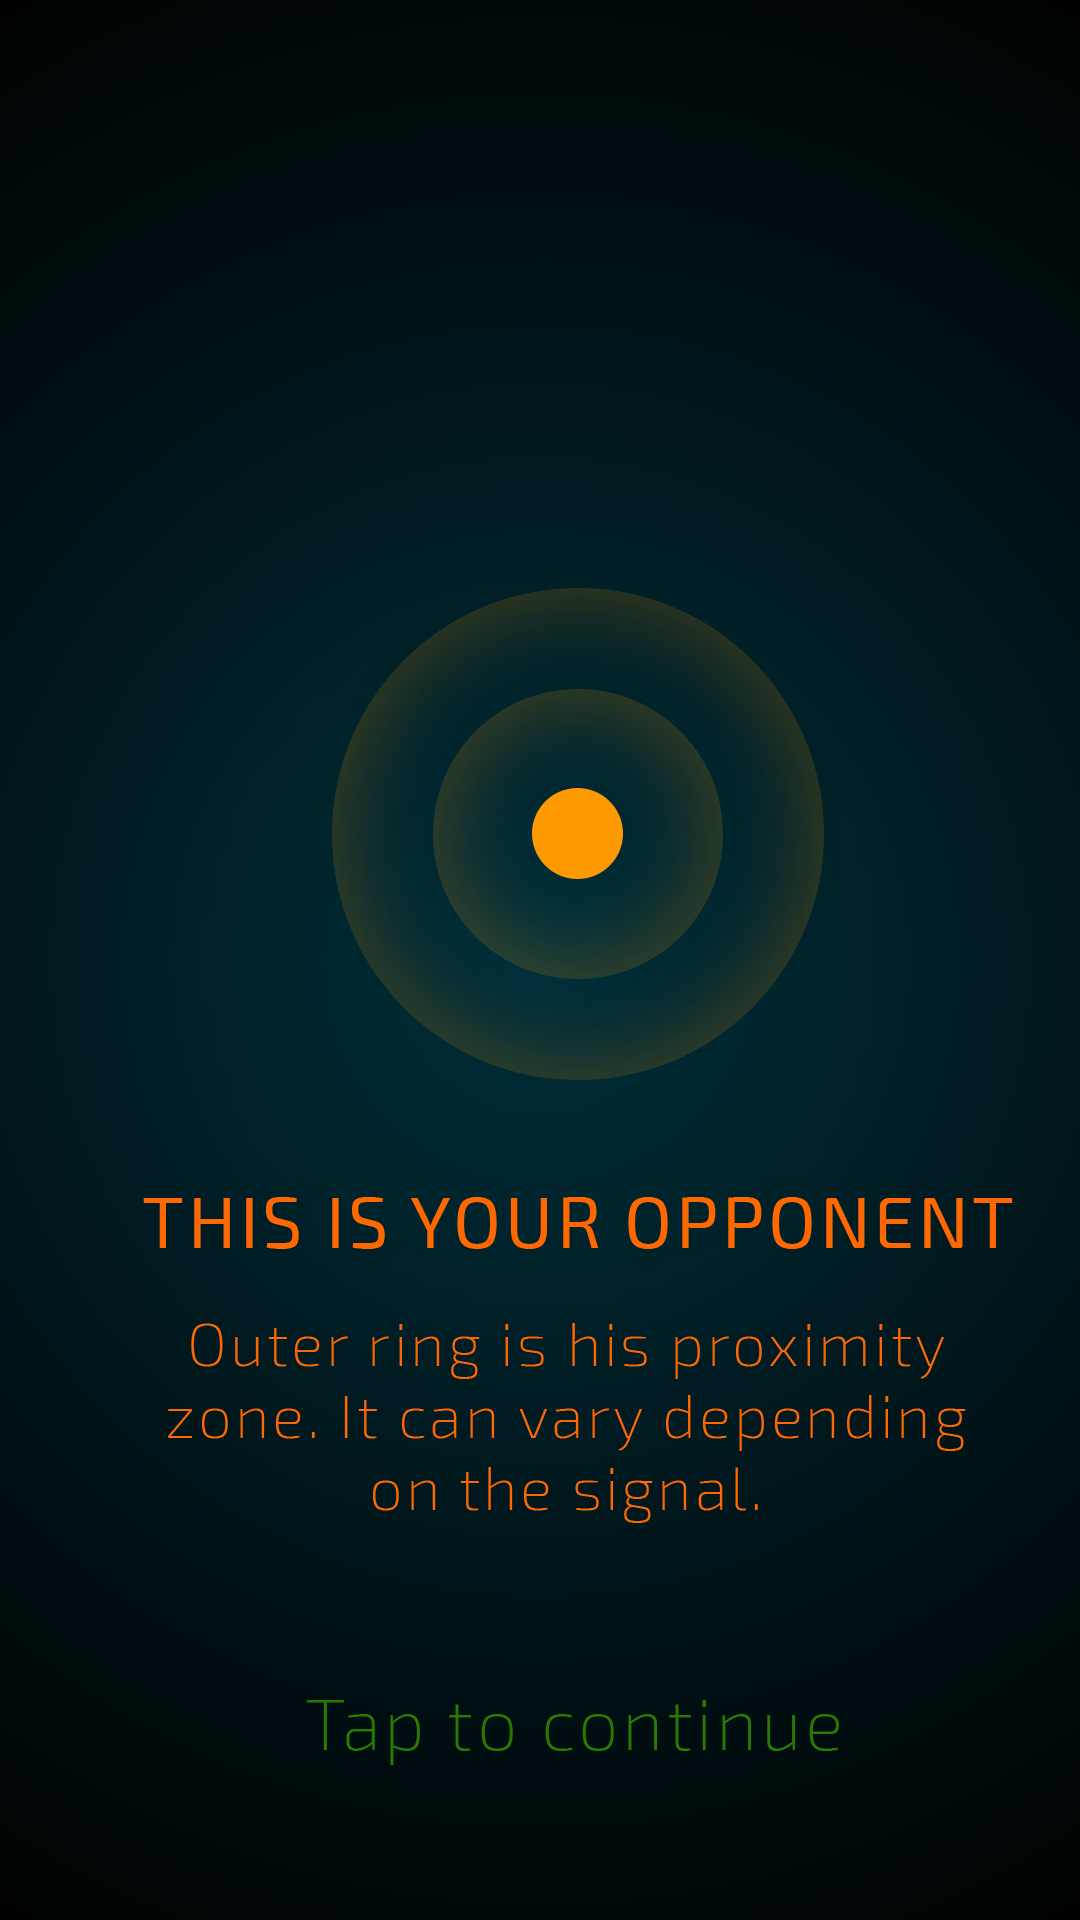 THIS IS YOUR OPPONENT
Outer ring is his proximity
zone. It can vary depending
on the signal.
Tap to continue